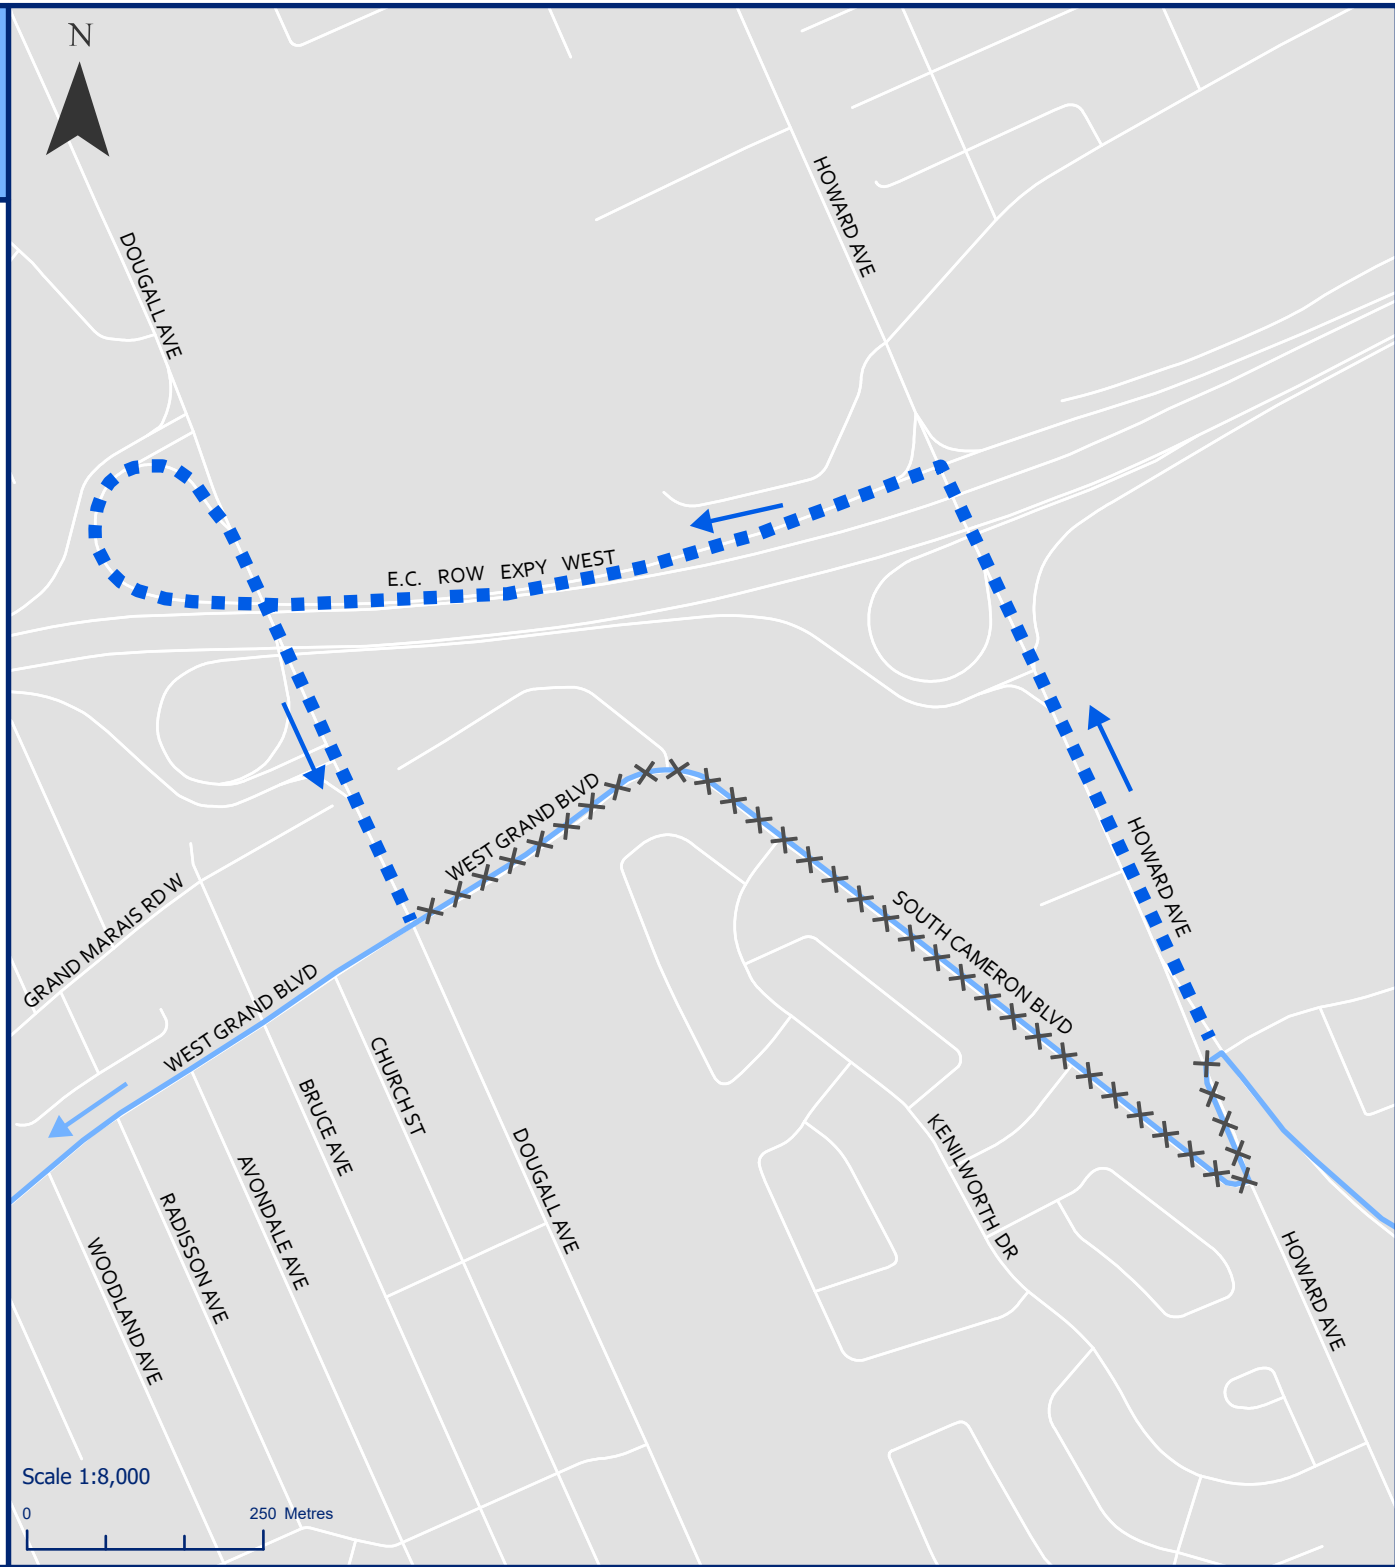 N
HOWARD AVE
DOUGALL AVE
E.C. ROW EXPY WEST
WEST GRAND BLVD
HOWARD AVE
GRAND MARAIS RD W
SOUTH CAMERON BLVD
WEST GRAND BLVD
CHURCH ST
BRUCE AVE
KENILWORTH DR
DOUGALL AVE
AVONDALE AVE
RADISSON AVE
WOODLAND AVE
HOWARD AVE
Scale 1:8,000
0 250 Metres